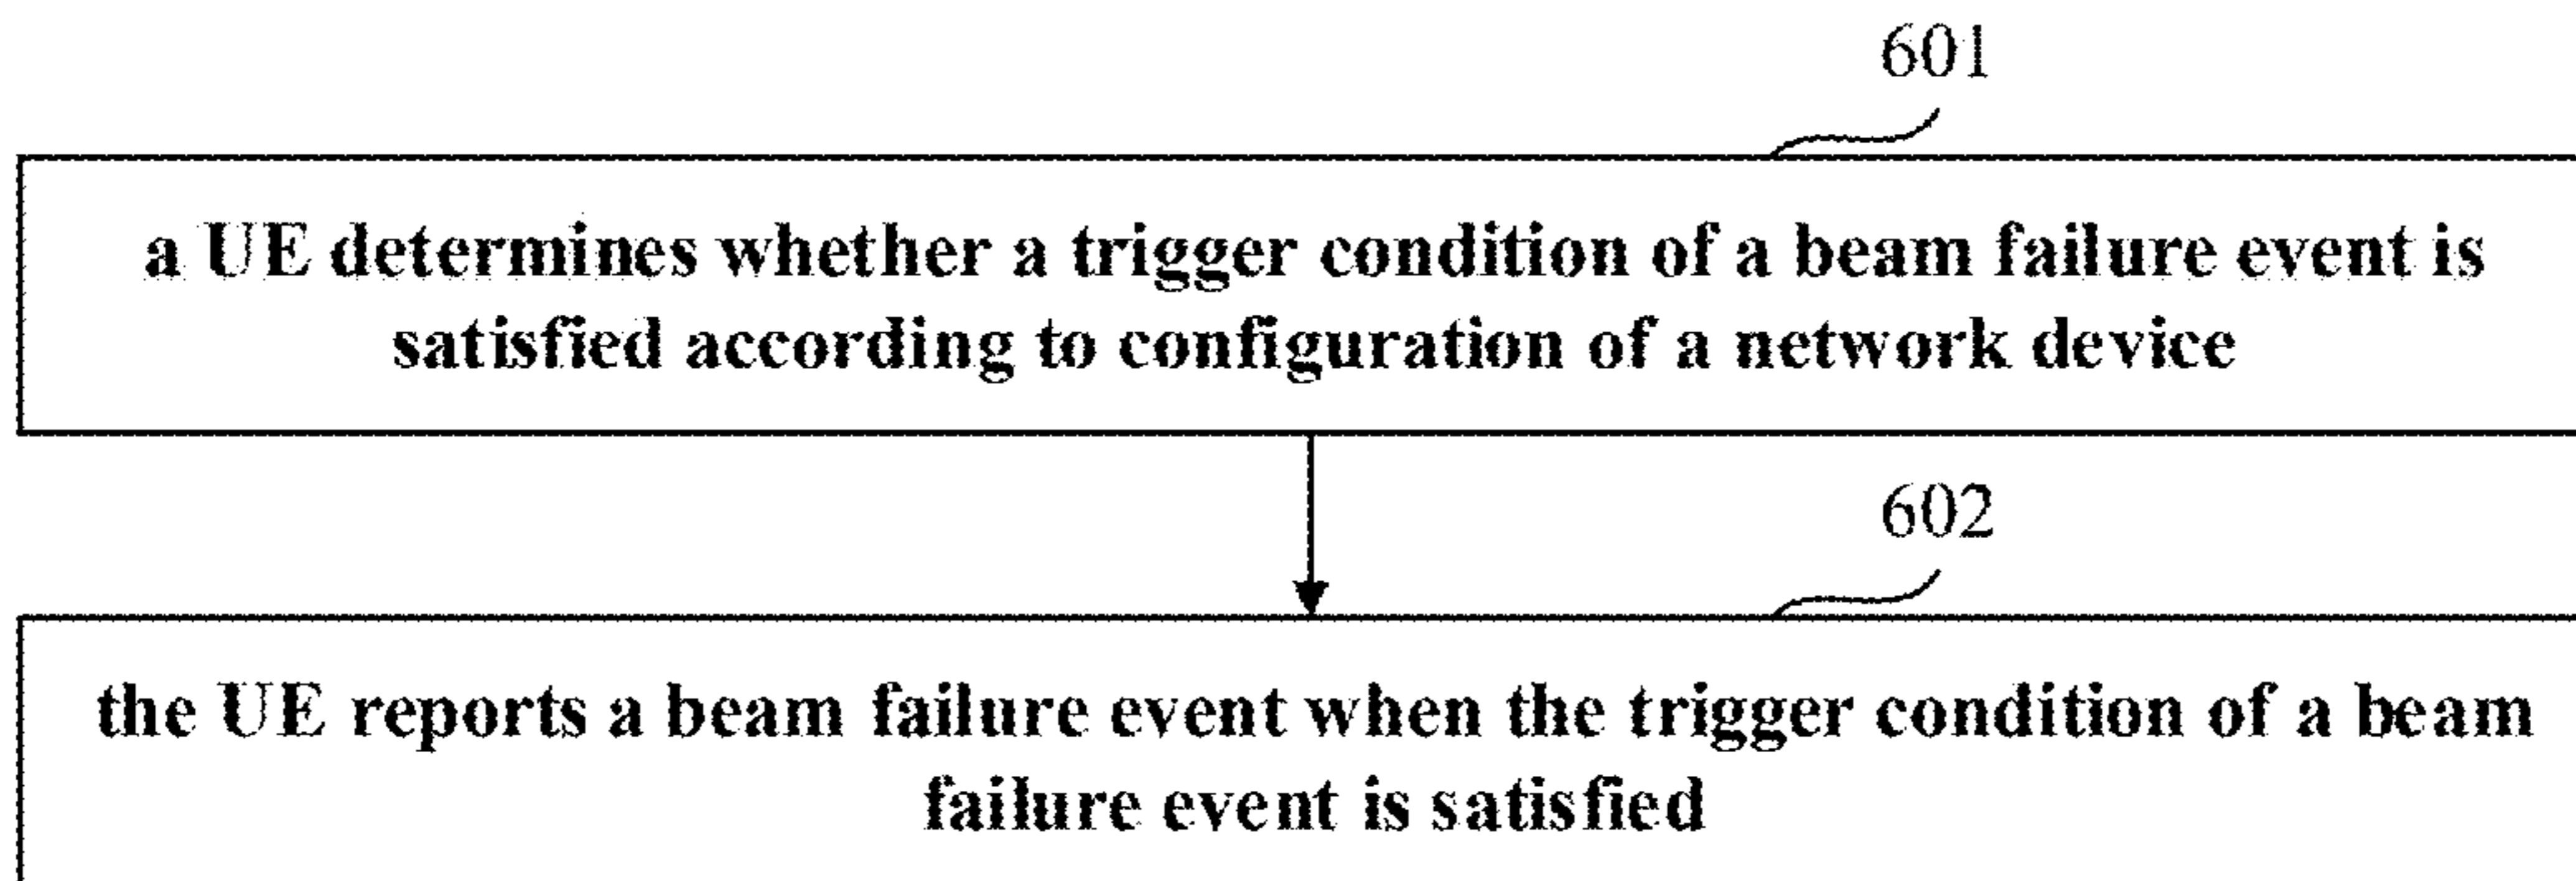 601
a UE determines whether a trigger condition of a beam failure event is
satisfied according to configuration of a network device
602
the UE reports a beam failure event when the trigger condition of a beam
failure event is satisfied